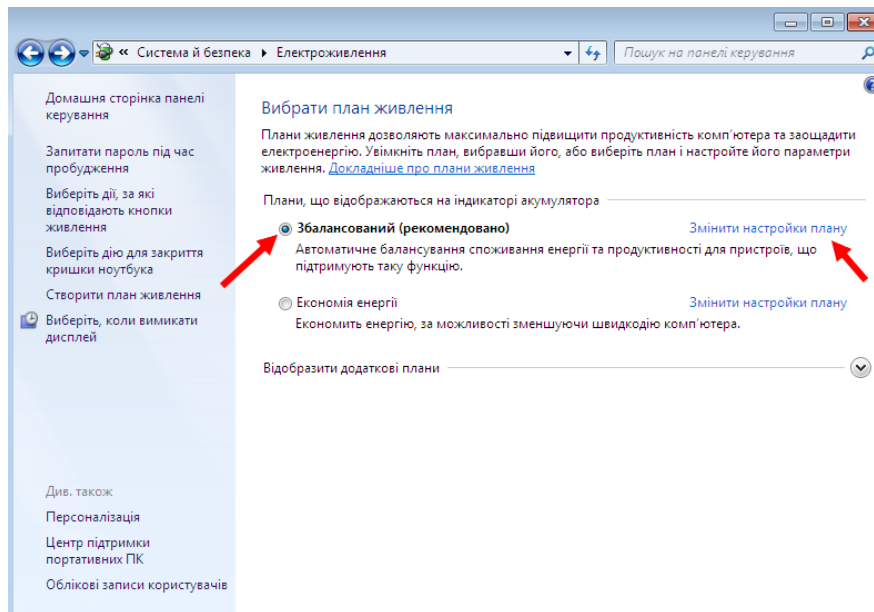 « Система й безпека ▸ Електроживлення
Пошук на панелі керування
Домашня сторінка панелі
керування
Запитати пароль під час
пробудження
Виберіть дії, за які
відповідають кнопки
живлення
Виберіть дію для закриття
кришки ноутбука
Створити план живлення
Виберіть, коли вимикати
дисплей
Див. також
Персоналізація
Центр підтримки
портативних ПК
Облікові записи користувачів
Вибрати план живлення
Плани живлення дозволяють максимально підвищити продуктивність комп'ютера та заощадити
електроенергію. Увімкніть план, вибравши його, або виберіть план і настройте його параметри
живлення. Докладніше про плани живлення
Плани, що відображаються на індикаторі акумулятора
Збалансований (рекомендовано) Змінити настройки плану
Автоматичне балансування споживання енергії та продуктивності для пристроїв, що
підтримують таку функцію.
Економія енергії Змінити настройки плану
Економить енергію, за можливості зменшуючи швидкодію комп'ютера.
Відобразити додаткові плани